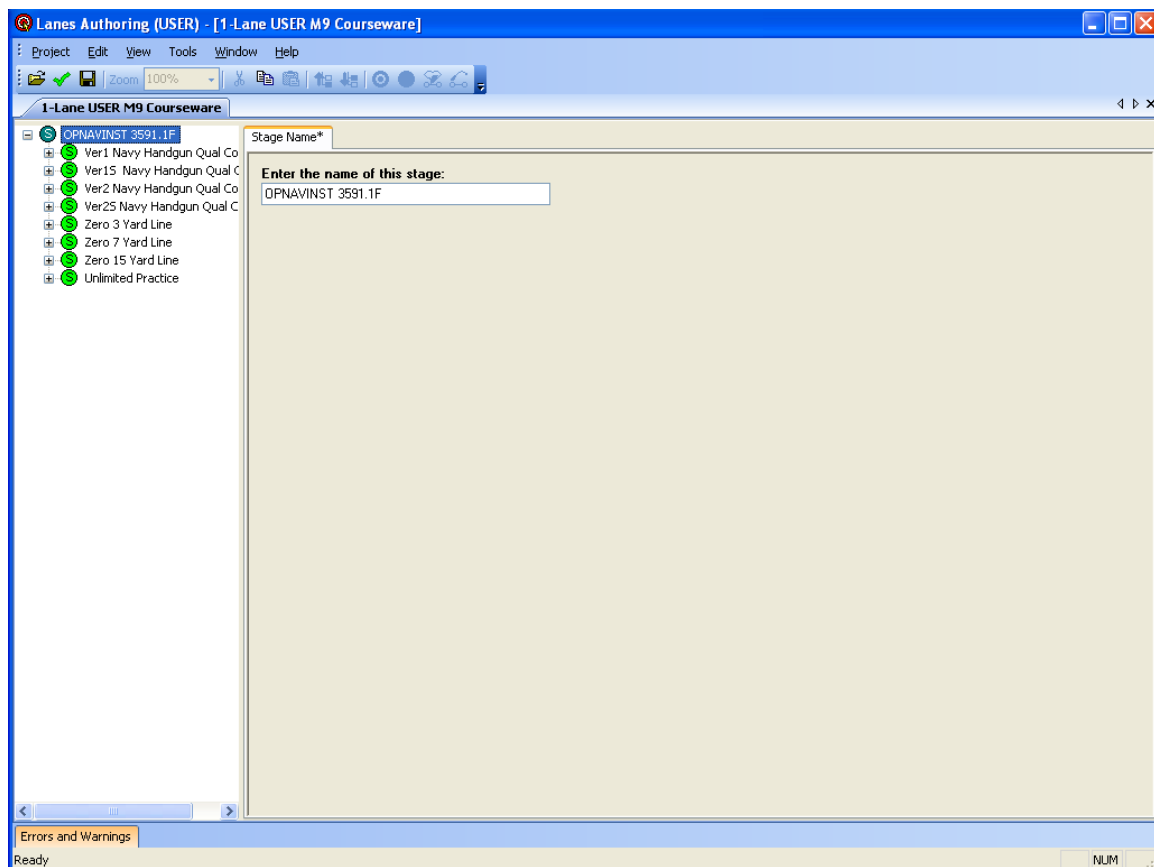 Lanes Authoring (USER) - [1-Lane USER M9 Courseware]
Project Edit View Tools Window Help
Zoom 100%
1-Lane USER M9 Courseware
S OPNAVINST 3591.1F
Stage Name*
S Ver1 Navy Handgun Qual Co
S Ver1S Navy Handgun Qual C
S Ver2 Navy Handgun Qual Co
S Ver2S Navy Handgun Qual C
S Zero 3 Yard Line
S Zero 7 Yard Line
S Zero 15 Yard Line
S Unlimited Practice
Enter the name of this stage:
OPNAVINST 3591.1F
Errors and Warnings
Ready
NUM